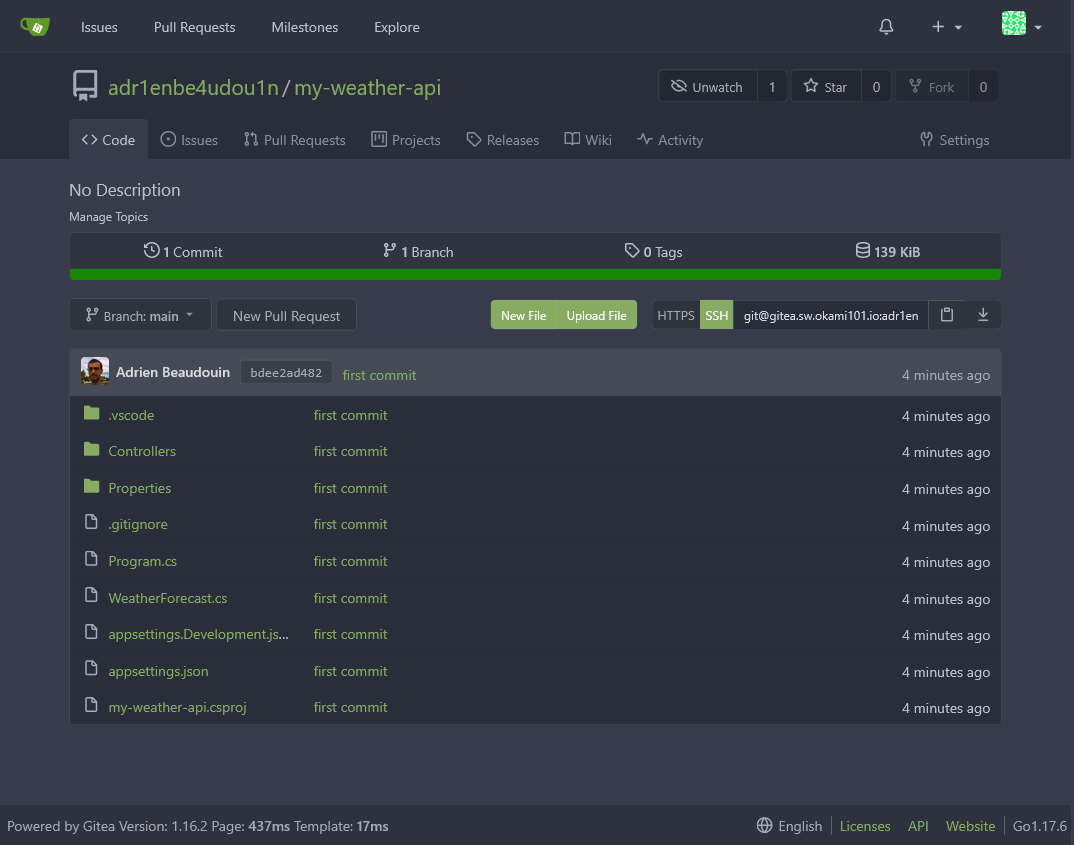 Issues Pull Requests Milestones Explore
adr1enbe4udou1n / my-weather-api Unwatch 1 Star 0 Fork 0
Code Issues Pull Requests Projects Releases Wiki Activity Settings
No Description
Manage Topics
1 Commit 1 Branch 0 Tags 139 KiB
Branch: main New Pull Request New File Upload File HTTPS SSH git@gitea.sw.okami101.io:adr1en
Adrien Beaudouin bdee2ad482 first commit 4 minutes ago
.vscode first commit 4 minutes ago
Controllers first commit 4 minutes ago
Properties first commit 4 minutes ago
.gitignore first commit 4 minutes ago
Program.cs first commit 4 minutes ago
WeatherForecast.cs first commit 4 minutes ago
appsettings.Development.js... first commit 4 minutes ago
appsettings.json first commit 4 minutes ago
my-weather-api.csproj first commit 4 minutes ago
Powered by Gitea Version: 1.16.2 Page: 437ms Template: 17ms English Licenses API Website Go1.17.6